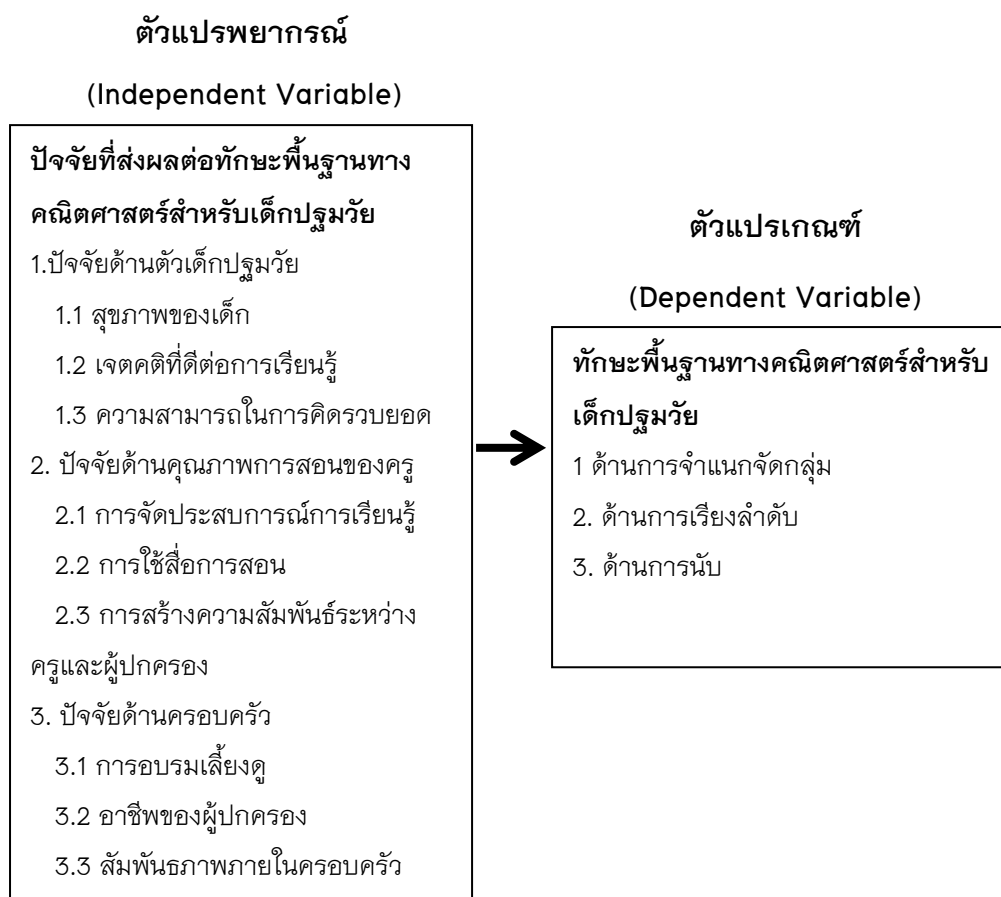 ตัวแปรพยากรณ์
(Independent Variable)
ปัจจัยที่ส่งผลต่อทักษะพื้นฐานทาง
คณิตศาสตร์สำหรับเด็กปฐมวัย
1.ปัจจัยด้านตัวเด็กปฐมวัย
1.1 สุขภาพของเด็ก
1.2 เจตคติที่ดีต่อการเรียนรู้
1.3 ความสามารถในการคิดรวบยอด
2. ปัจจัยด้านคุณภาพการสอนของครู
2.1 การจัดประสบการณ์การเรียนรู้
2.2 การใช้สื่อการสอน
2.3 การสร้างความสัมพันธ์ระหว่าง
ครูและผู้ปกครอง
3. ปัจจัยด้านครอบครัว
3.1 การอบรมเลี้ยงดู
3.2 อาชีพของผู้ปกครอง
3.3 สัมพันธภาพภายในครอบครัว
ตัวแปรเกณฑ์
(Dependent Variable)
ทักษะพื้นฐานทางคณิตศาสตร์สำหรับ
เด็กปฐมวัย
1 ด้านการจำแนกจัดกลุ่ม
2. ด้านการเรียงลำดับ
3. ด้านการนับ